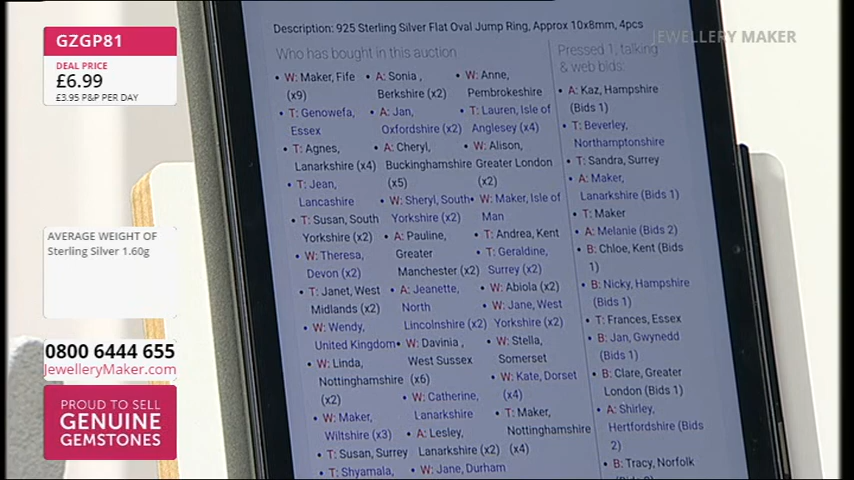 GZGP81
DEAL PRICE
£6.99
£3.95 P&P PER DAY
AVERAGE WEIGHT OF
Sterling Silver 1.60g
0800 6444 655
JewelleryMaker.com
PROUD TO SELL
GENUINE
GEMSTONES
JEWELLERY MAKER
Description: 925 Sterling Silver Flat Oval Jump Ring, Approx 10x8mm, 4pcs
Who has bought in this auction
W: Maker, Fife
(x9)
T: Genowefa,
Essex
T: Agnes,
Lanarkshire (x4)
T: Jean,
Lancashire
T: Susan, South
Yorkshire (x2)
W: Theresa,
Devon (x2)
T: Janet, West
Midlands (x2)
W: Wendy,
United Kingdom
W: Linda,
Nottinghamshire
(x2)
W: Maker,
Wiltshire (x3)
T: Susan, Surrey
T: Shyamala,
A: Sonia ,
Berkshire (x2)
A: Jan,
Oxfordshire (x2)
A: Cheryl,
Buckinghamshire
(x5)
W: Sheryl, South
Yorkshire (x2)
A: Pauline,
Greater
Manchester (x2)
A: Jeanette,
North
Lincolnshire (x2)
W: Davinia ,
West Sussex
(x6)
W: Catherine,
Lanarkshire
A: Lesley,
Lanarkshire (x2)
W: Jane, Durham
W: Anne,
Pembrokeshire
T: Lauren, Isle of
Anglesey (x4)
W: Alison,
Greater London
(x2)
W: Maker, Isle of
Man
T: Andrea, Kent
T: Geraldine,
Surrey (x2)
W: Abiola (x2)
W: Jane, West
Yorkshire (x2)
W: Stella,
Somerset
W: Kate, Dorset
(x4)
T: Maker,
Nottinghamshire
(x4)
Pressed 1, talking
& web bids:
A: Kaz, Hampshire
(Bids 1)
T: Beverley,
Northamptonshire
T: Sandra, Surrey
A: Maker,
Lanarkshire (Bids 1)
T: Maker
A: Melanie (Bids 2)
B: Chloe, Kent (Bids
1)
B: Nicky, Hampshire
(Bids 1)
T: Frances, Essex
B: Jan, Gwynedd
(Bids 1)
B: Clare, Greater
London (Bids 1)
A: Shirley,
Hertfordshire (Bids
2)
B: Tracy, Norfolk